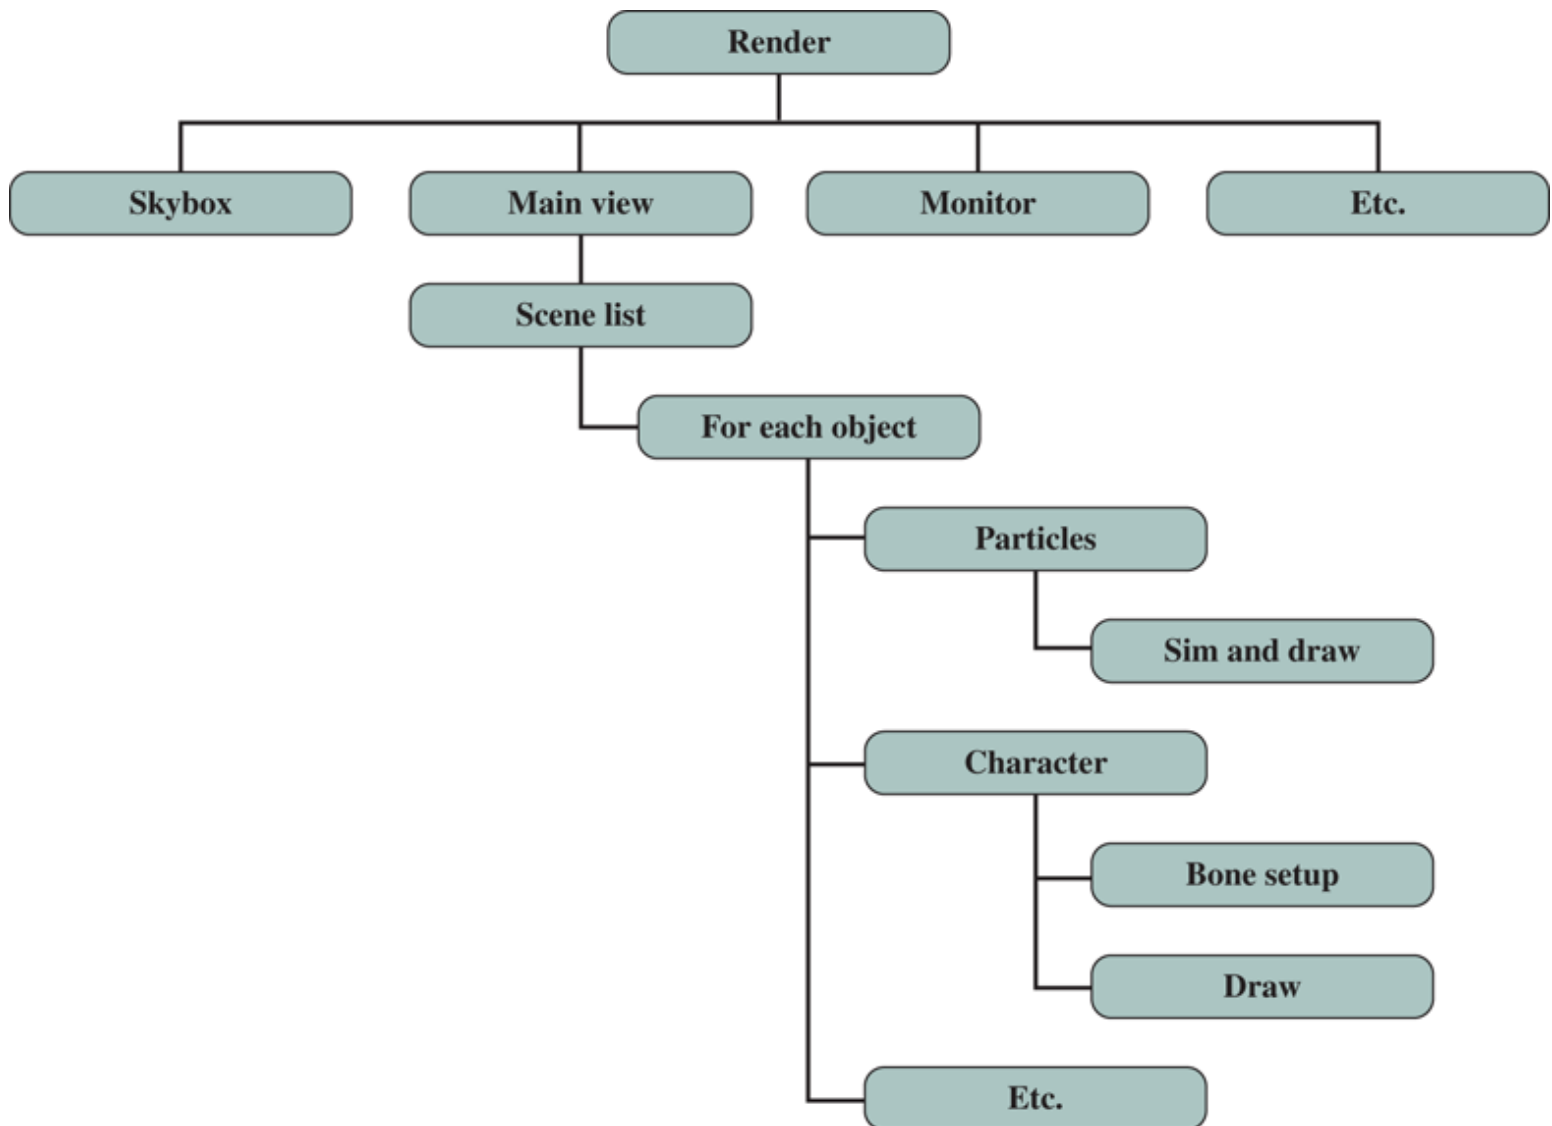 Render
Skybox
Main view
Monitor
Etc.
Scene list
For each object
Particles
Sim and draw
Character
Bone setup
Draw
Etc.